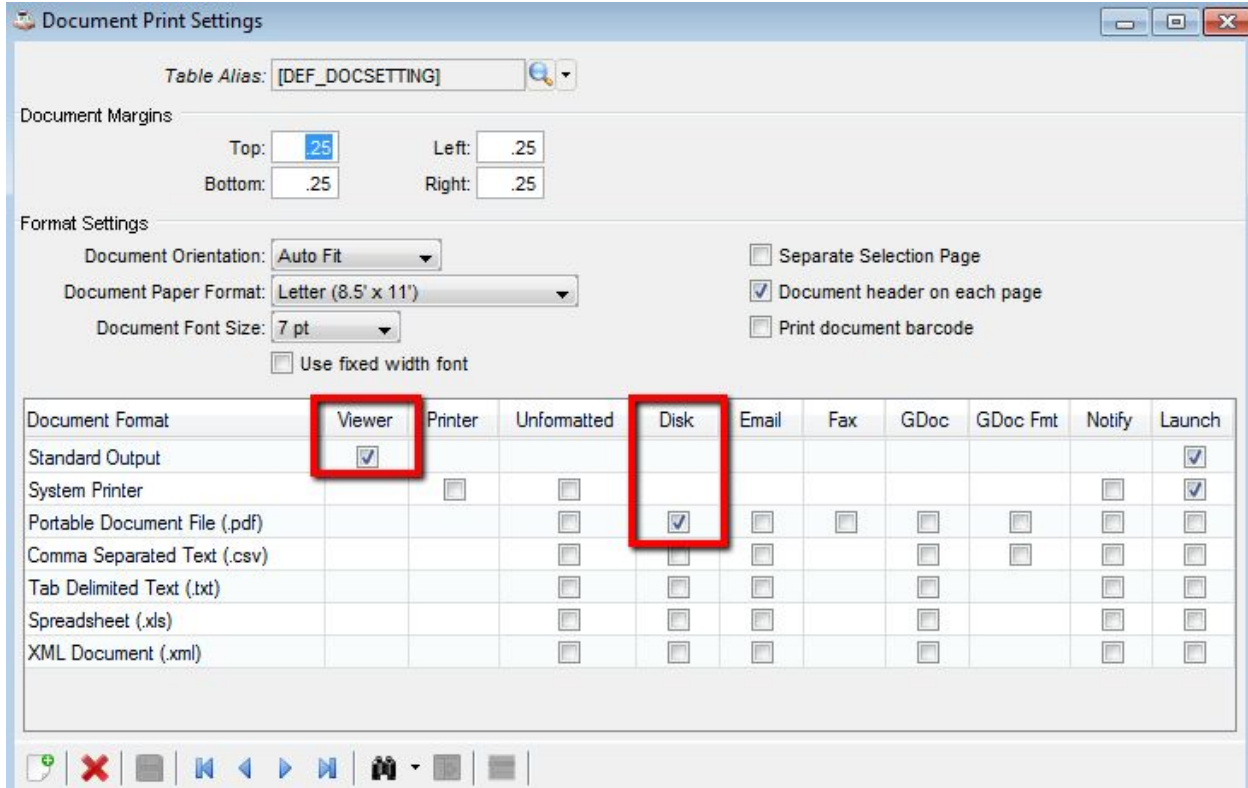 Document Print Settings
Table Alias: [DEF_DOCSETTING]
Document Margins
Top: .25 Left: .25
Bottom: .25 Right: .25
Format Settings
Document Orientation: Auto Fit Separate Selection Page
Document Paper Format: Letter (8.5' x 11') Document header on each page
Document Font Size: 7 pt Print document barcode
Use fixed width font
Document Format Viewer Printer Unformatted Disk Email Fax GDoc GDoc Fmt Notify Launch
Standard Output
System Printer
Portable Document File (.pdf)
Comma Separated Text (.csv)
Tab Delimited Text (.txt)
Spreadsheet (.xls)
XML Document (.xml)